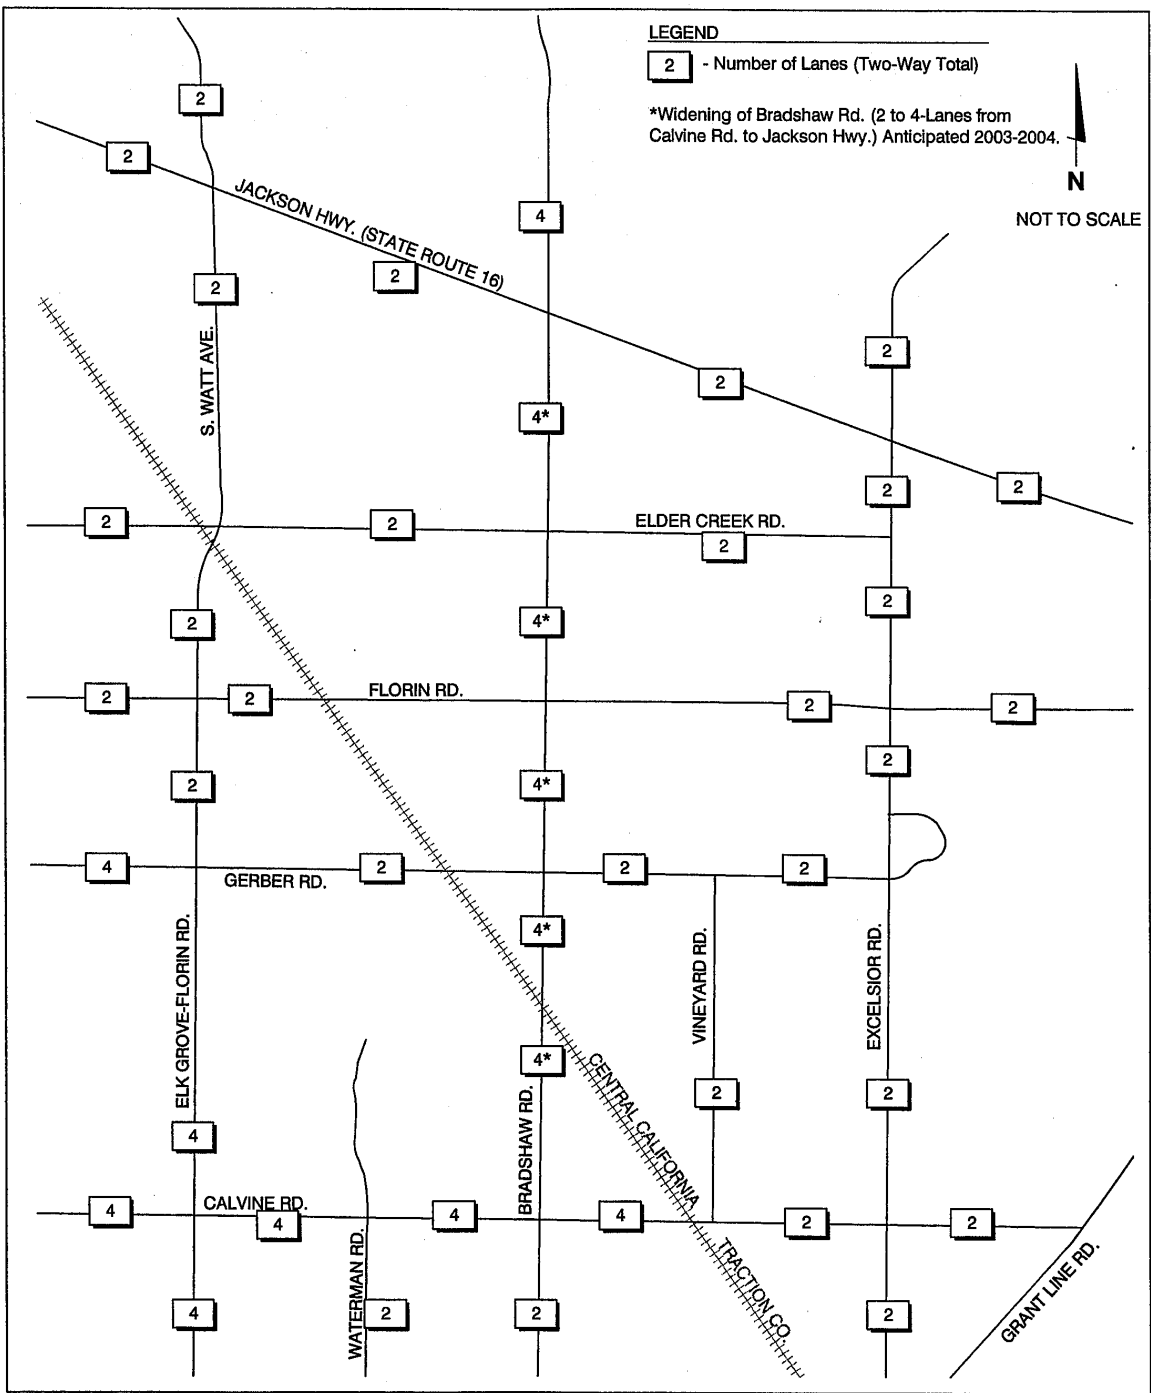 LEGEND
2 - Number of Lanes (Two-Way Total)
*Widening of Bradshaw Rd. (2 to 4-Lanes from
Calvine Rd. to Jackson Hwy.) Anticipated 2003-2004.
N
NOT TO SCALE
2
2
JACKSON HWY. (STATE ROUTE 16)
4
2
2
S. WATT AVE.
2
2
4*
2
2
2
2
ELDER CREEK RD.
2
2
2
4*
2
2
FLORIN RD.
2
2
2
2
4*
4
GERBER RD.
2
2
2
ELK GROVE-FLORIN RD.
4*
VINEYARD RD.
EXCELSIOR RD.
4*
CENTRAL CALIFORNIA
TRACTION CO.
BRADSHAW RD.
2
2
4
4
CALVINE RD.
4
4
4
2
2
4
WATERMAN RD.
2
2
2
GRANT LINE RD.